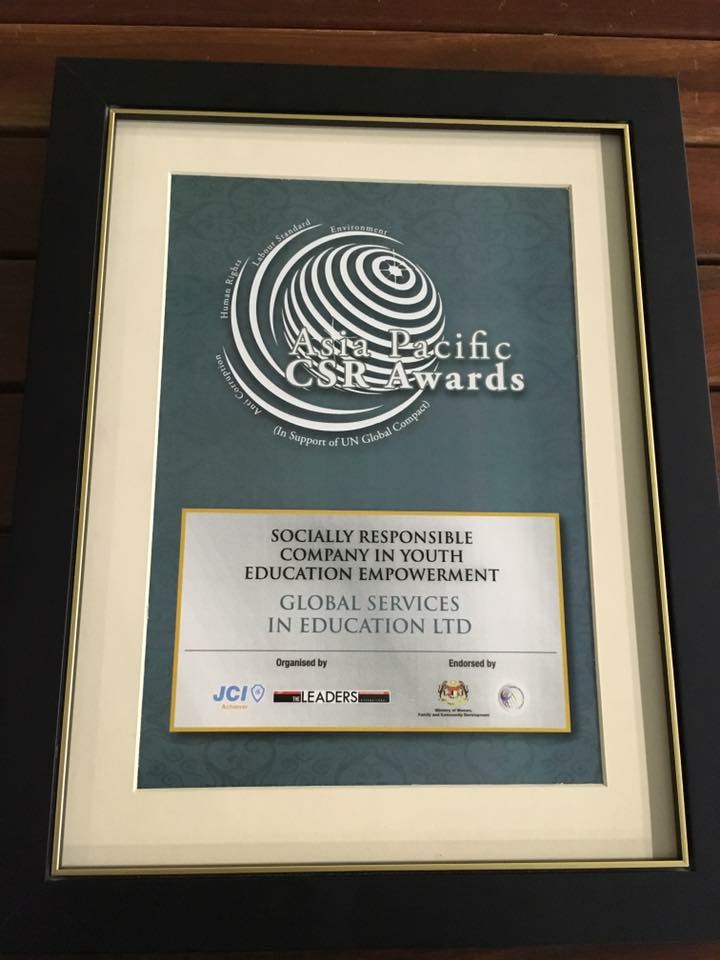 Environment
Labour Standard
Human Rights
Anti Corruption
Asia Pacific
CSR Awards
(In Support of UN Global Compact)
SOCIALLY RESPONSIBLE
COMPANY IN YOUTH
EDUCATION EMPOWERMENT
GLOBAL SERVICES
IN EDUCATION LTD
Organised by
Endorsed by
JCI
Achiever
THE LEADERS
Ministry of Women,
Family and Community Development